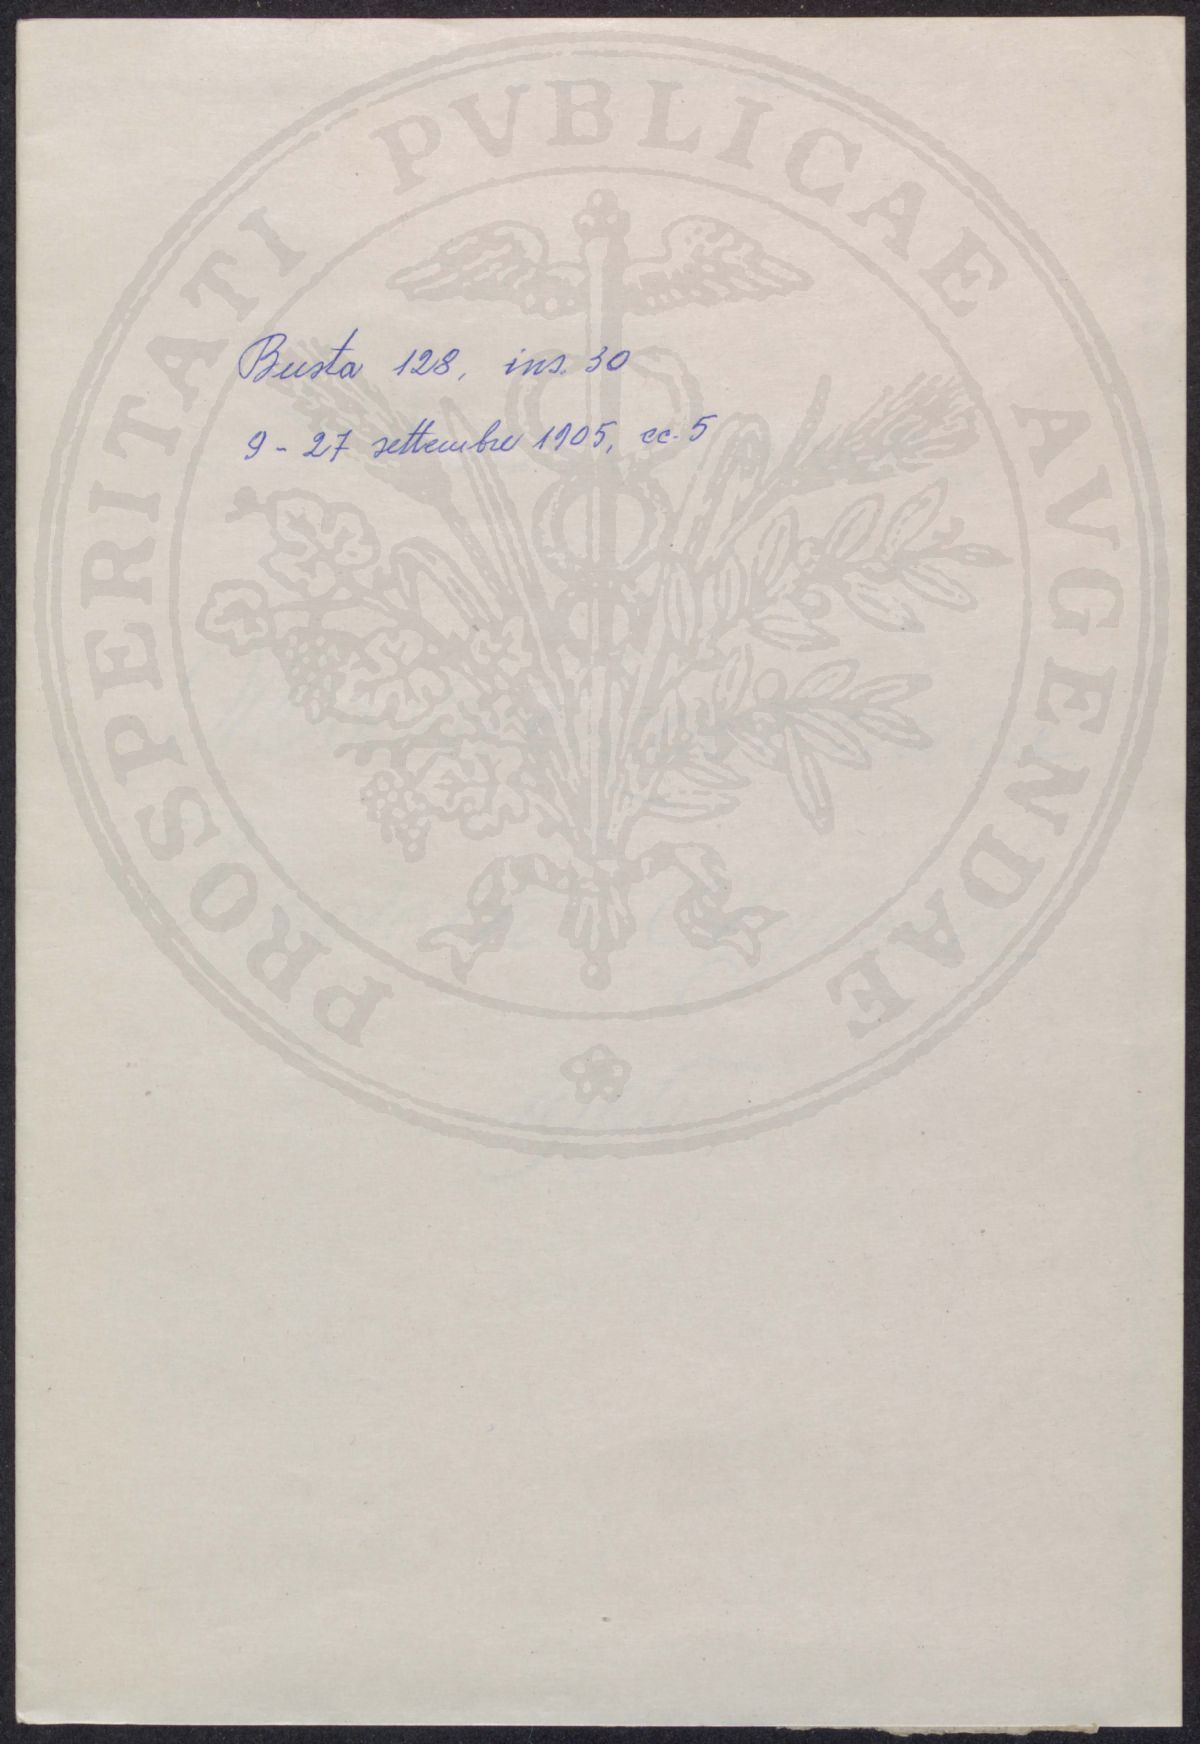 PROSPERITATI PVBLICAE AVGENDAE
Busta 128, ins. 30
9 - 27 settembre 1905, cc. 5